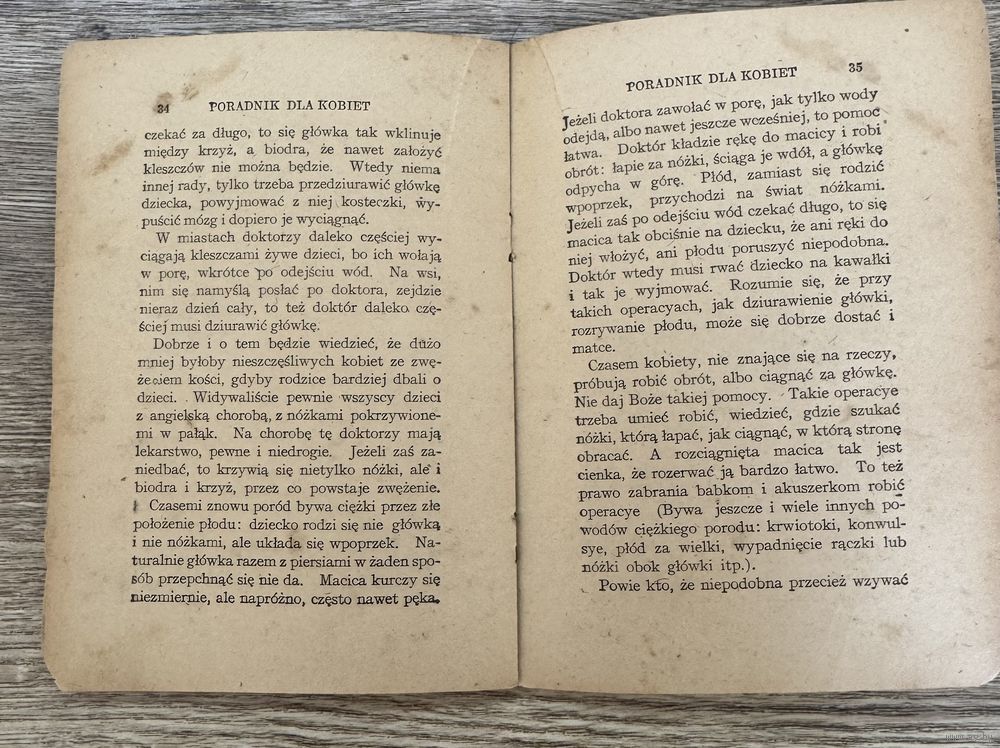 34 PORADNIK DLA KOBIET
czekać za długo, to się główka tak wklinuje
między krzyż, a biodra, że nawet założyć
kleszczów nie można będzie. Wtedy niema
innej rady, tylko trzeba przedziurawić główkę
dziecka, powyjmować z niej kosteczki, wy-
puścić mózg i dopiero je wyciągnąć.
W miastach doktorzy daleko częściej wy-
ciągają kleszczami żywe dzieci, bo ich wołają
w porę, wkrótce po odejściu wód. Na wsi,
nim się namyślą posłać po doktora, zejdzie
nieraz dzień cały, to też doktór daleko czę-
ściej musi dziurawić główkę.
Dobrze i o tem będzie wiedzieć, że dużo
mniej byłoby nieszczęśliwych kobiet ze zwę-
żeniem kości, gdyby rodzice bardziej dbali o
dzieci. Widywaliście pewnie wszyscy dzieci
z angielską chorobą, z nóżkami pokrzywione-
mi w pałąk. Na chorobę tę doktorzy mają
lekarstwo, pewne i niedrogie. Jeżeli zaś za-
niedbać, to krzywią się nietylko nóżki, ale i
biodra i krzyż, przez co powstaje zwężenie.
Czasemi znowu poród bywa ciężki przez złe
położenie płodu: dziecko rodzi się nie główką
i nie nóżkami, ale układa się wpoprzek. Na-
turalnie główka razem z piersiami w żaden spo-
sób przepchnąć się nie da. Macica kurczy się
niezmiernie, ale napróżno, często nawet pęka.
PORADNIK DLA KOBIET 35
Jeżeli doktora zawołać w porę, jak tylko wody
odejdą, albo nawet jeszcze wcześniej, to pomoc
łatwa. Doktór kładzie rękę do macicy i robi
obrót: łapie za nóżki, ściąga je wdół, a główkę
odpycha w górę. Płód, zamiast się rodzić
wpoprzek, przychodzi na świat nóżkami.
Jeżeli zaś po odejściu wód czekać długo, to się
macica tak obciśnie na dziecku, że ani ręki do
niej włożyć, ani płodu poruszyć niepodobna.
Doktór wtedy musi rwać dziecko na kawałki
i tak je wyjmować. Rozumie się, że przy
takich operacyach, jak dziurawienie główki,
rozrywanie płodu, może się dobrze dostać i
matce.
Czasem kobiety, nie znające się na rzeczy,
próbują robić obrót, albo ciągnąć za główkę.
Nie daj Boże takiej pomocy. Takie operacye
trzeba umieć robić, wiedzieć, gdzie szukać
nóżki, którą łapać, jak ciągnąć, w którą stronę
obracać. A rozciągnięta macica tak jest
cienka, że rozerwać ją bardzo łatwo. To też
prawo zabrania babkom i akuszerkom robić
operacye (Bywa jeszcze i wiele innych po-
wodów ciężkiego porodu: krwiotoki, konwul-
sye, płód za wielki, wypadnięcie rączki lub
nóżki obok główki itp.).
Powie kto, że niepodobna przecież wzywać